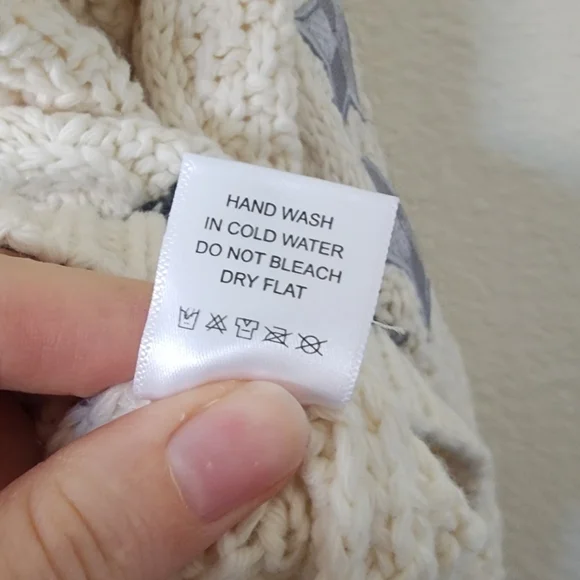 HAND WASH
IN COLD WATER
DO NOT BLEACH
DRY FLAT